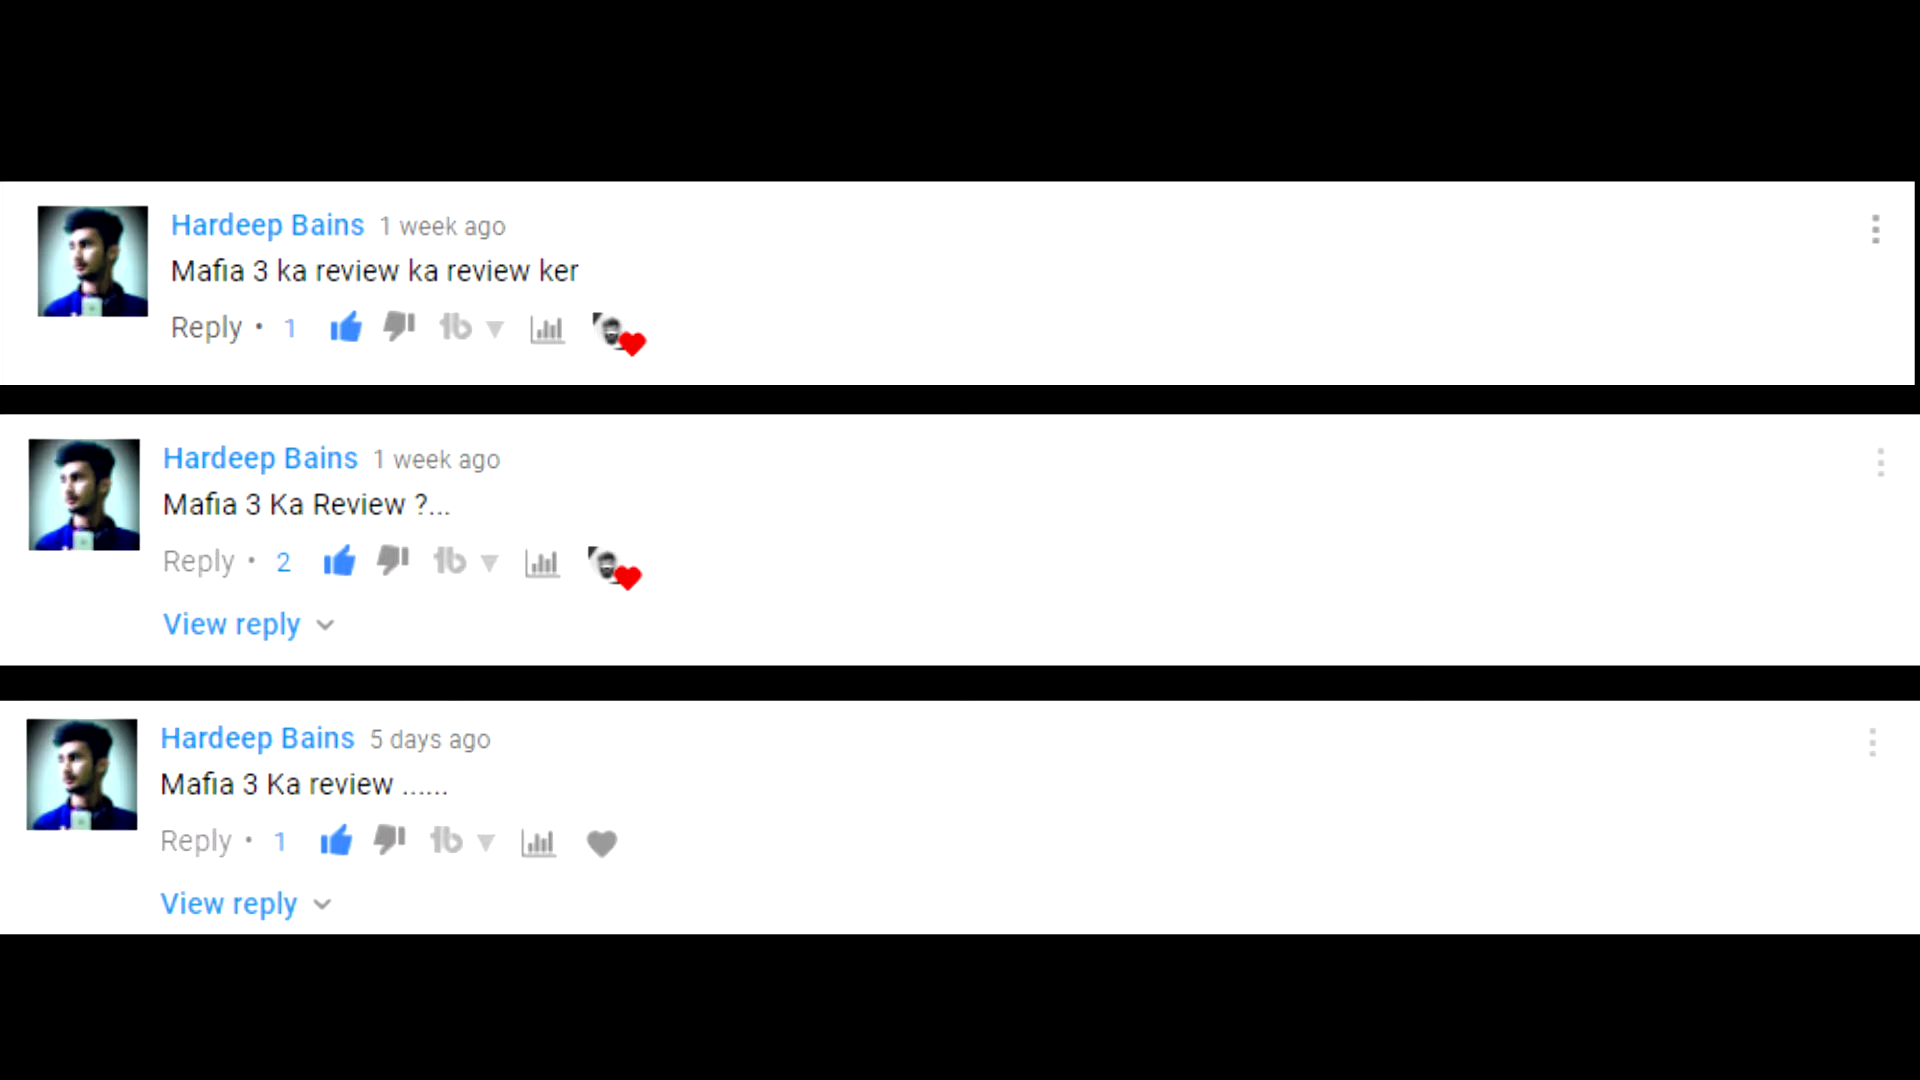 Hardeep Bains 1 week ago
Mafia 3 ka review ka review ker
Reply • 1
Hardeep Bains 1 week ago
Mafia 3 Ka Review ?...
Reply • 2
View reply
Hardeep Bains 5 days ago
Mafia 3 Ka review ......
Reply • 1
View reply